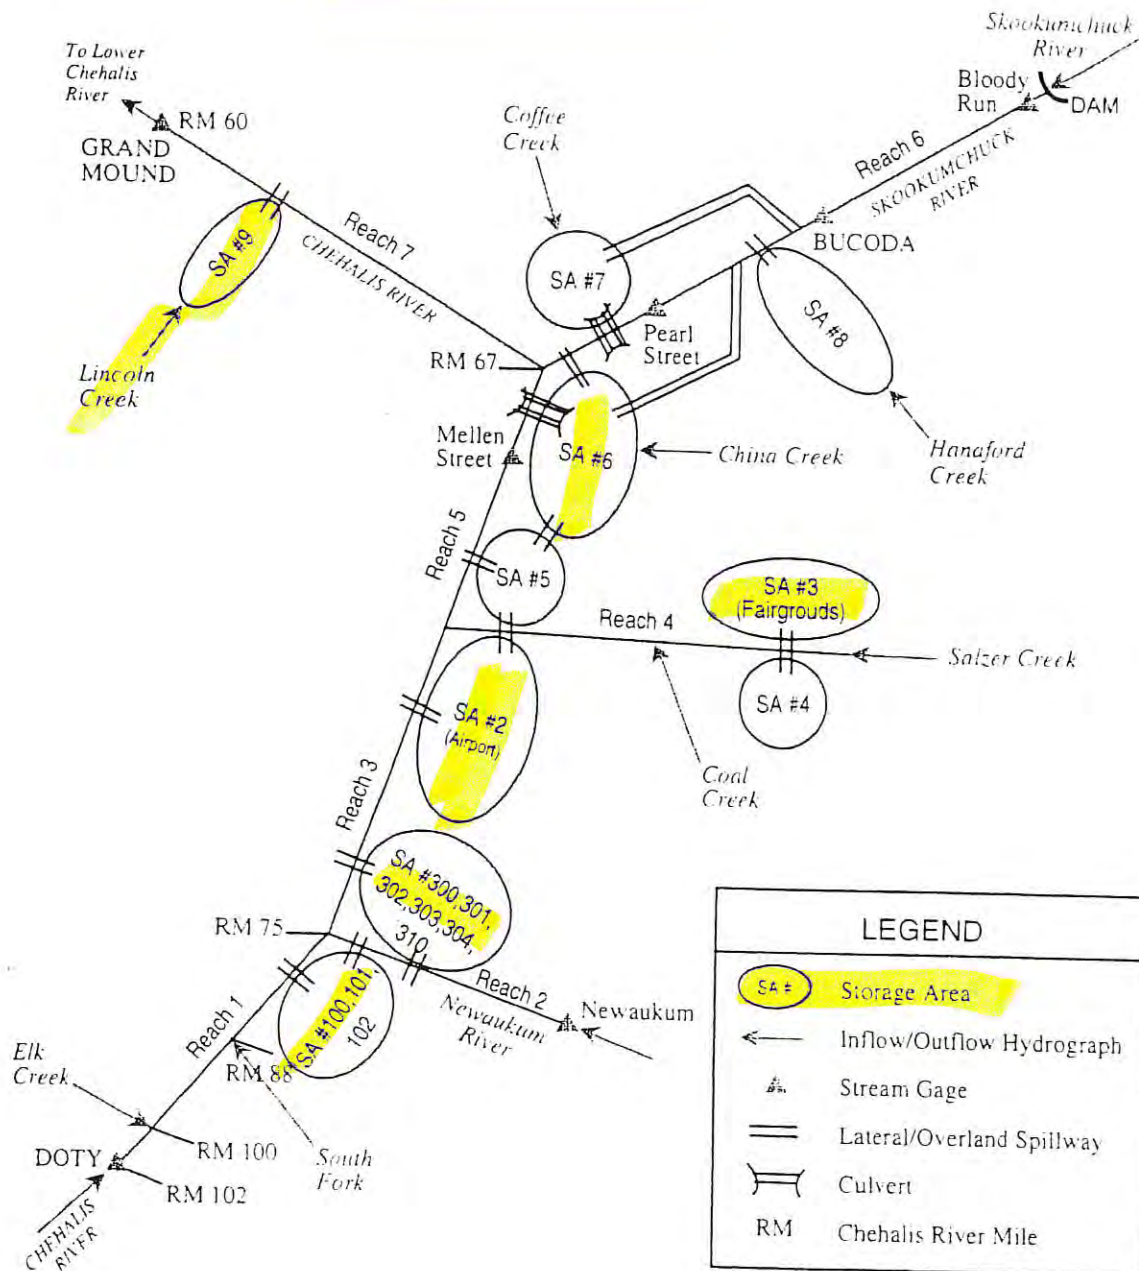 Skookumchuck
River
To Lower
Chehalis
River
Bloody
Run
DAM
RM 60
GRAND
MOUND
Coffee
Creek
Reach 6
SKOOKUMCHUCK
RIVER
BUCODA
Reach 7
CHEHALIS RIVER
SA #9
SA #7
SA #8
Pearl
Street
Lincoln
Creek
RM 67
Mellen
Street
SA #6
China Creek
Hanaford
Creek
Reach 5
SA #5
SA #3
(Fairgrouds)
Reach 4
Salzer Creek
SA #4
SA #2
(Airport)
Coal
Creek
Reach 3
SA #300,301,
302,303,304,
310
RM 75
Reach 2
Newaukum
River
Newaukum
Reach 1
SA #100,101,
102
RM 88
Elk
Creek
RM 100
South
Fork
DOTY
RM 102
CHEHALIS
RIVER
LEGEND
SA # Storage Area
Inflow/Outflow Hydrograph
Stream Gage
Lateral/Overland Spillway
Culvert
RM Chehalis River Mile